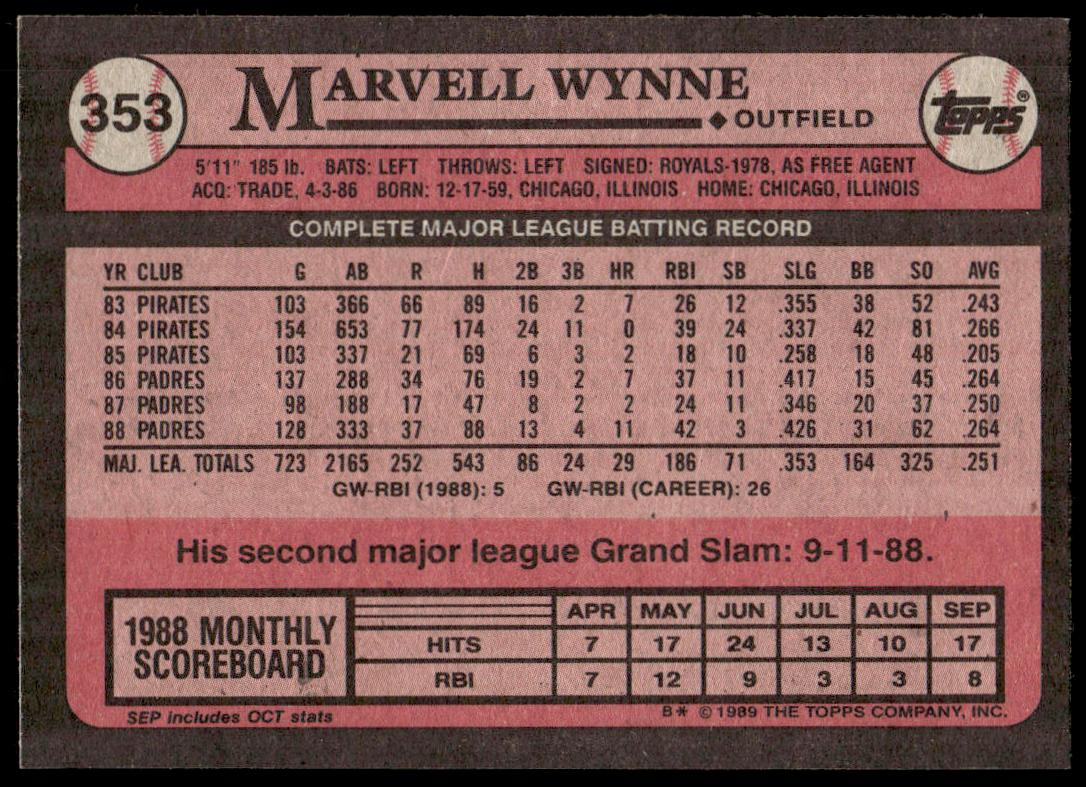 353
MARVELL WYNNE
◆ OUTFIELD
TOPPS®
5'11" 185 lb. BATS: LEFT THROWS: LEFT SIGNED: ROYALS-1978, AS FREE AGENT
ACQ: TRADE, 4-3-86 BORN: 12-17-59, CHICAGO, ILLINOIS HOME: CHICAGO, ILLINOIS
COMPLETE MAJOR LEAGUE BATTING RECORD
YR CLUB G AB R H 2B 3B HR RBI SB SLG BB SO AVG
83 PIRATES 103 366 66 89 16 2 7 26 12 .355 38 52 .243
84 PIRATES 154 653 77 174 24 11 0 39 24 .337 42 81 .266
85 PIRATES 103 337 21 69 6 3 2 18 10 .258 18 48 .205
86 PADRES 137 288 34 76 19 2 7 37 11 .417 15 45 .264
87 PADRES 98 188 17 47 8 2 2 24 11 .346 20 37 .250
88 PADRES 128 333 37 88 13 4 11 42 3 .426 31 62 .264
MAJ. LEA. TOTALS 723 2165 252 543 86 24 29 186 71 .353 164 325 .251
GW-RBI (1988): 5 GW-RBI (CAREER): 26
His second major league Grand Slam: 9-11-88.
1988 MONTHLY
SCOREBOARD
APR MAY JUN JUL AUG SEP
HITS 7 17 24 13 10 17
RBI 7 12 9 3 3 8
SEP includes OCT stats
B* © 1989 THE TOPPS COMPANY, INC.